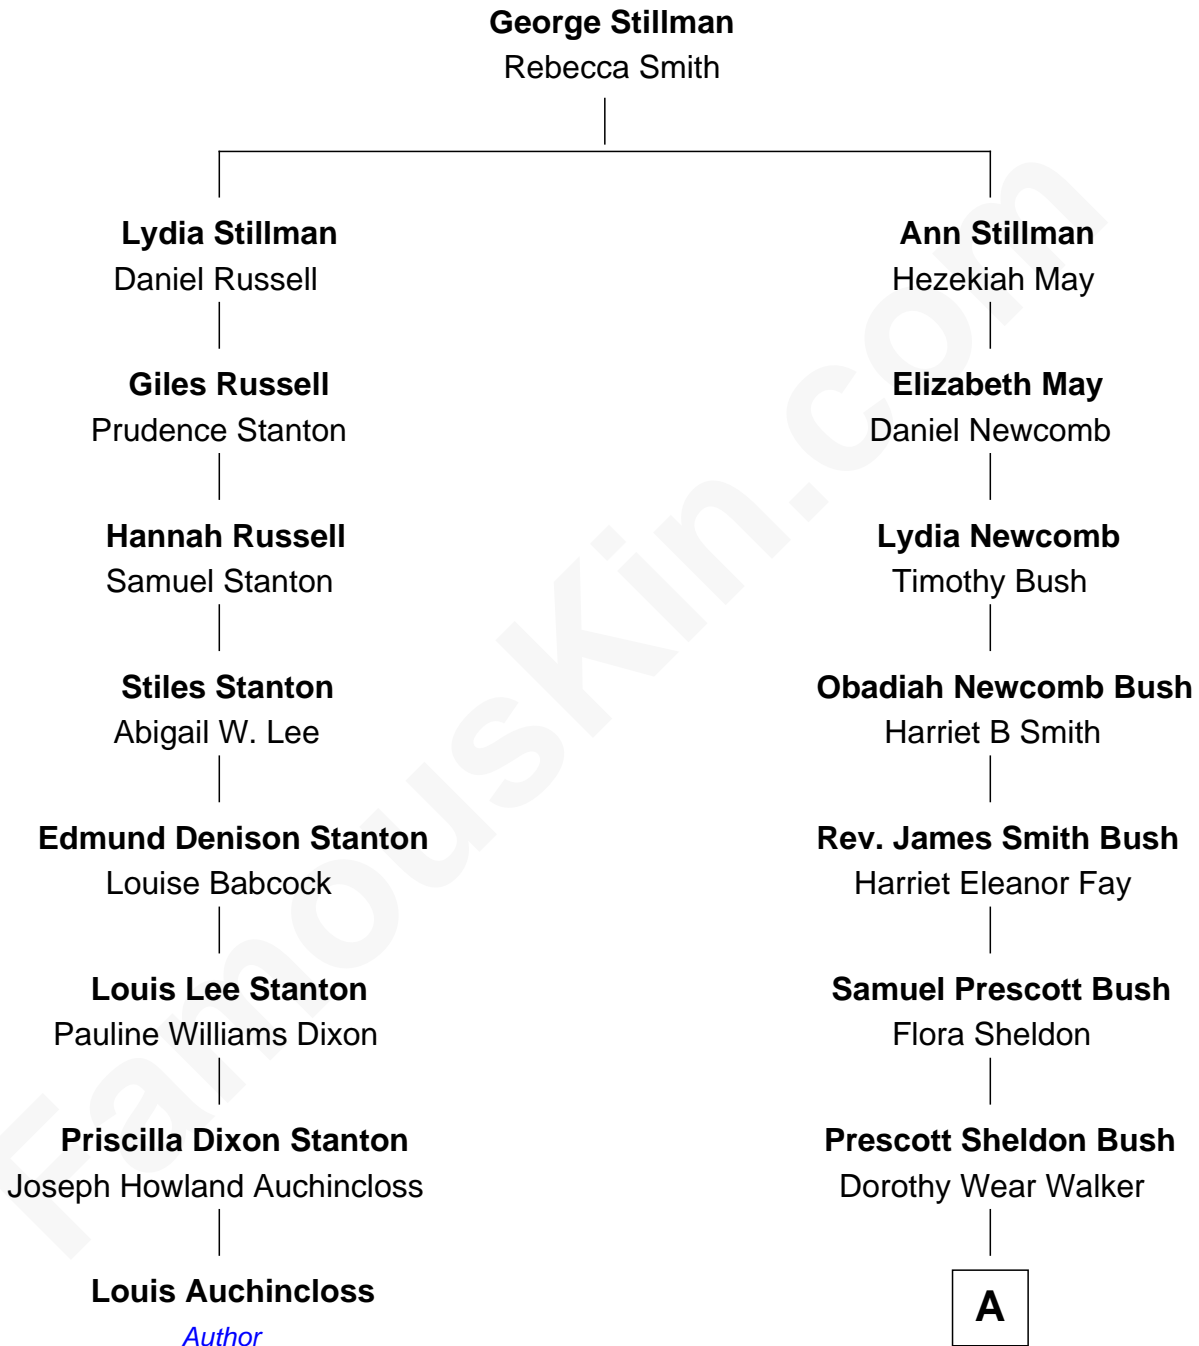 George Stillman
Rebecca Smith
Lydia Stillman
Daniel Russell
Giles Russell
Prudence Stanton
Hannah Russell
Samuel Stanton
Stiles Stanton
Abigail W. Lee
Edmund Denison Stanton
Louise Babcock
Louis Lee Stanton
Pauline Williams Dixon
Priscilla Dixon Stanton
Joseph Howland Auchincloss
Louis Auchincloss
Author
Ann Stillman
Hezekiah May
Elizabeth May
Daniel Newcomb
Lydia Newcomb
Timothy Bush
Obadiah Newcomb Bush
Harriet B Smith
Rev. James Smith Bush
Harriet Eleanor Fay
Samuel Prescott Bush
Flora Sheldon
Prescott Sheldon Bush
Dorothy Wear Walker
A
FamousKin.com